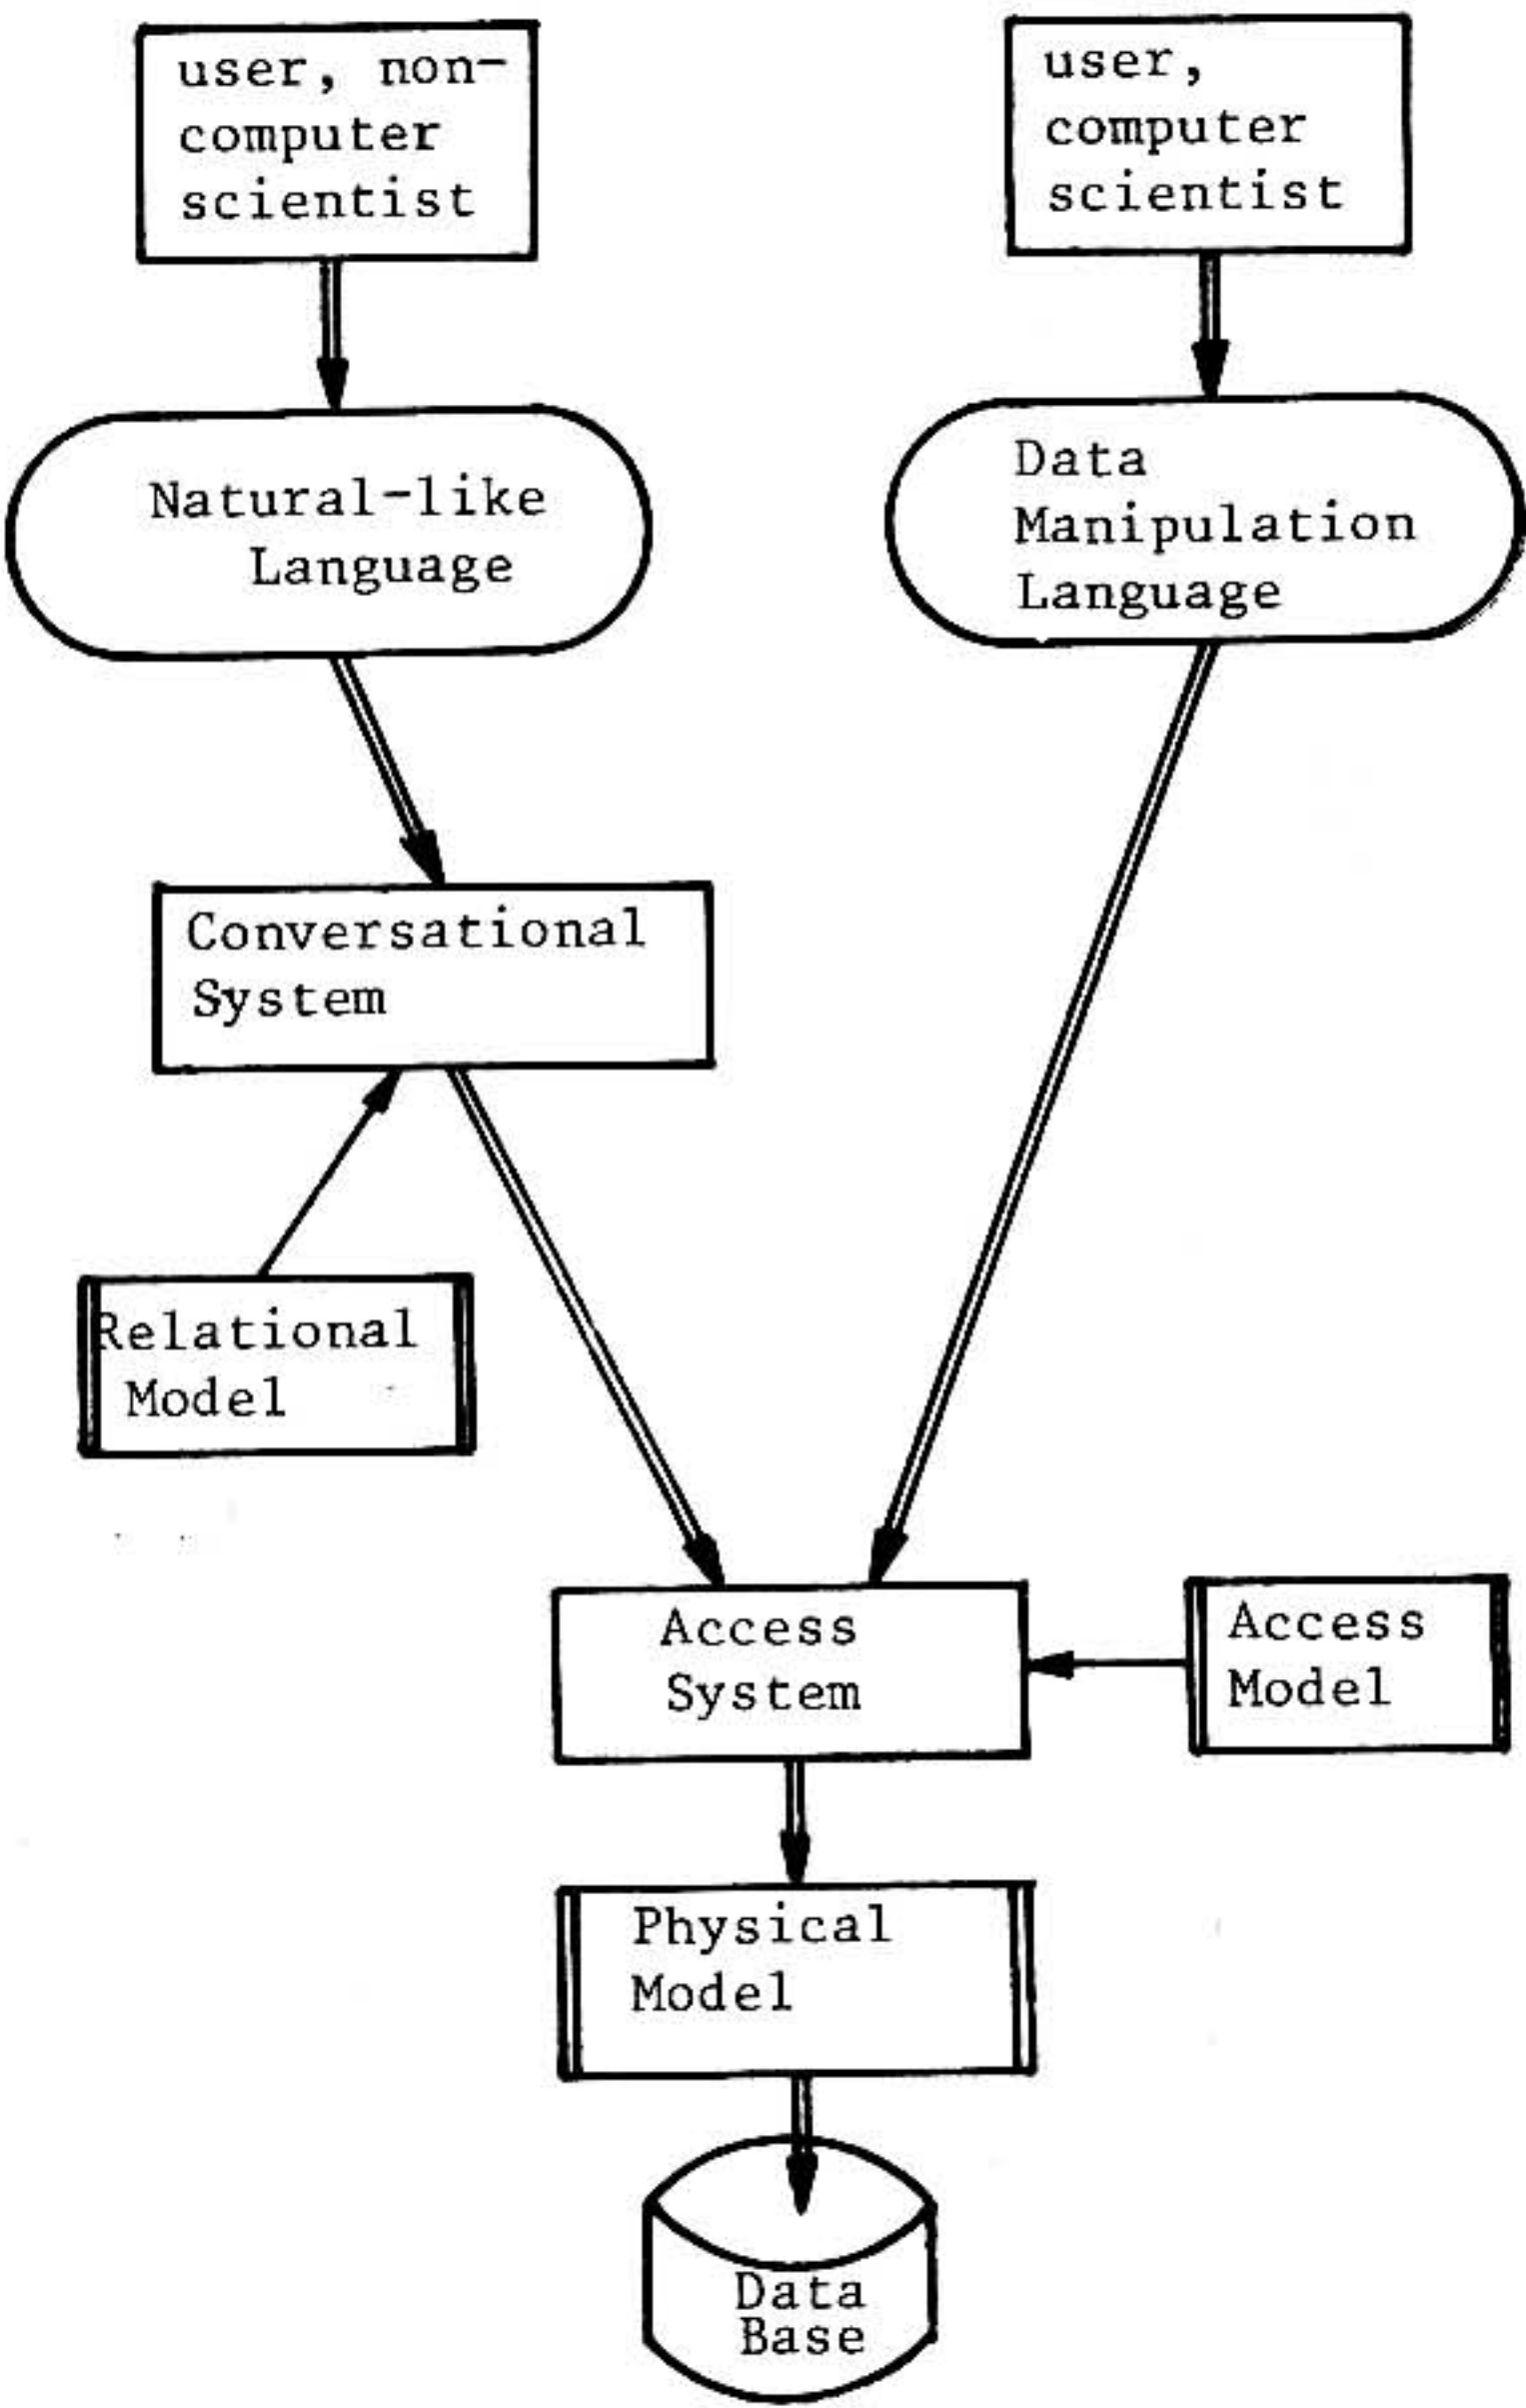 user, non-
computer
scientist
user,
computer
scientist
Natural-like
Language
Data
Manipulation
Language
Conversational
System
Relational
Model
Access
System
Access
Model
Physical
Model
Data
Base